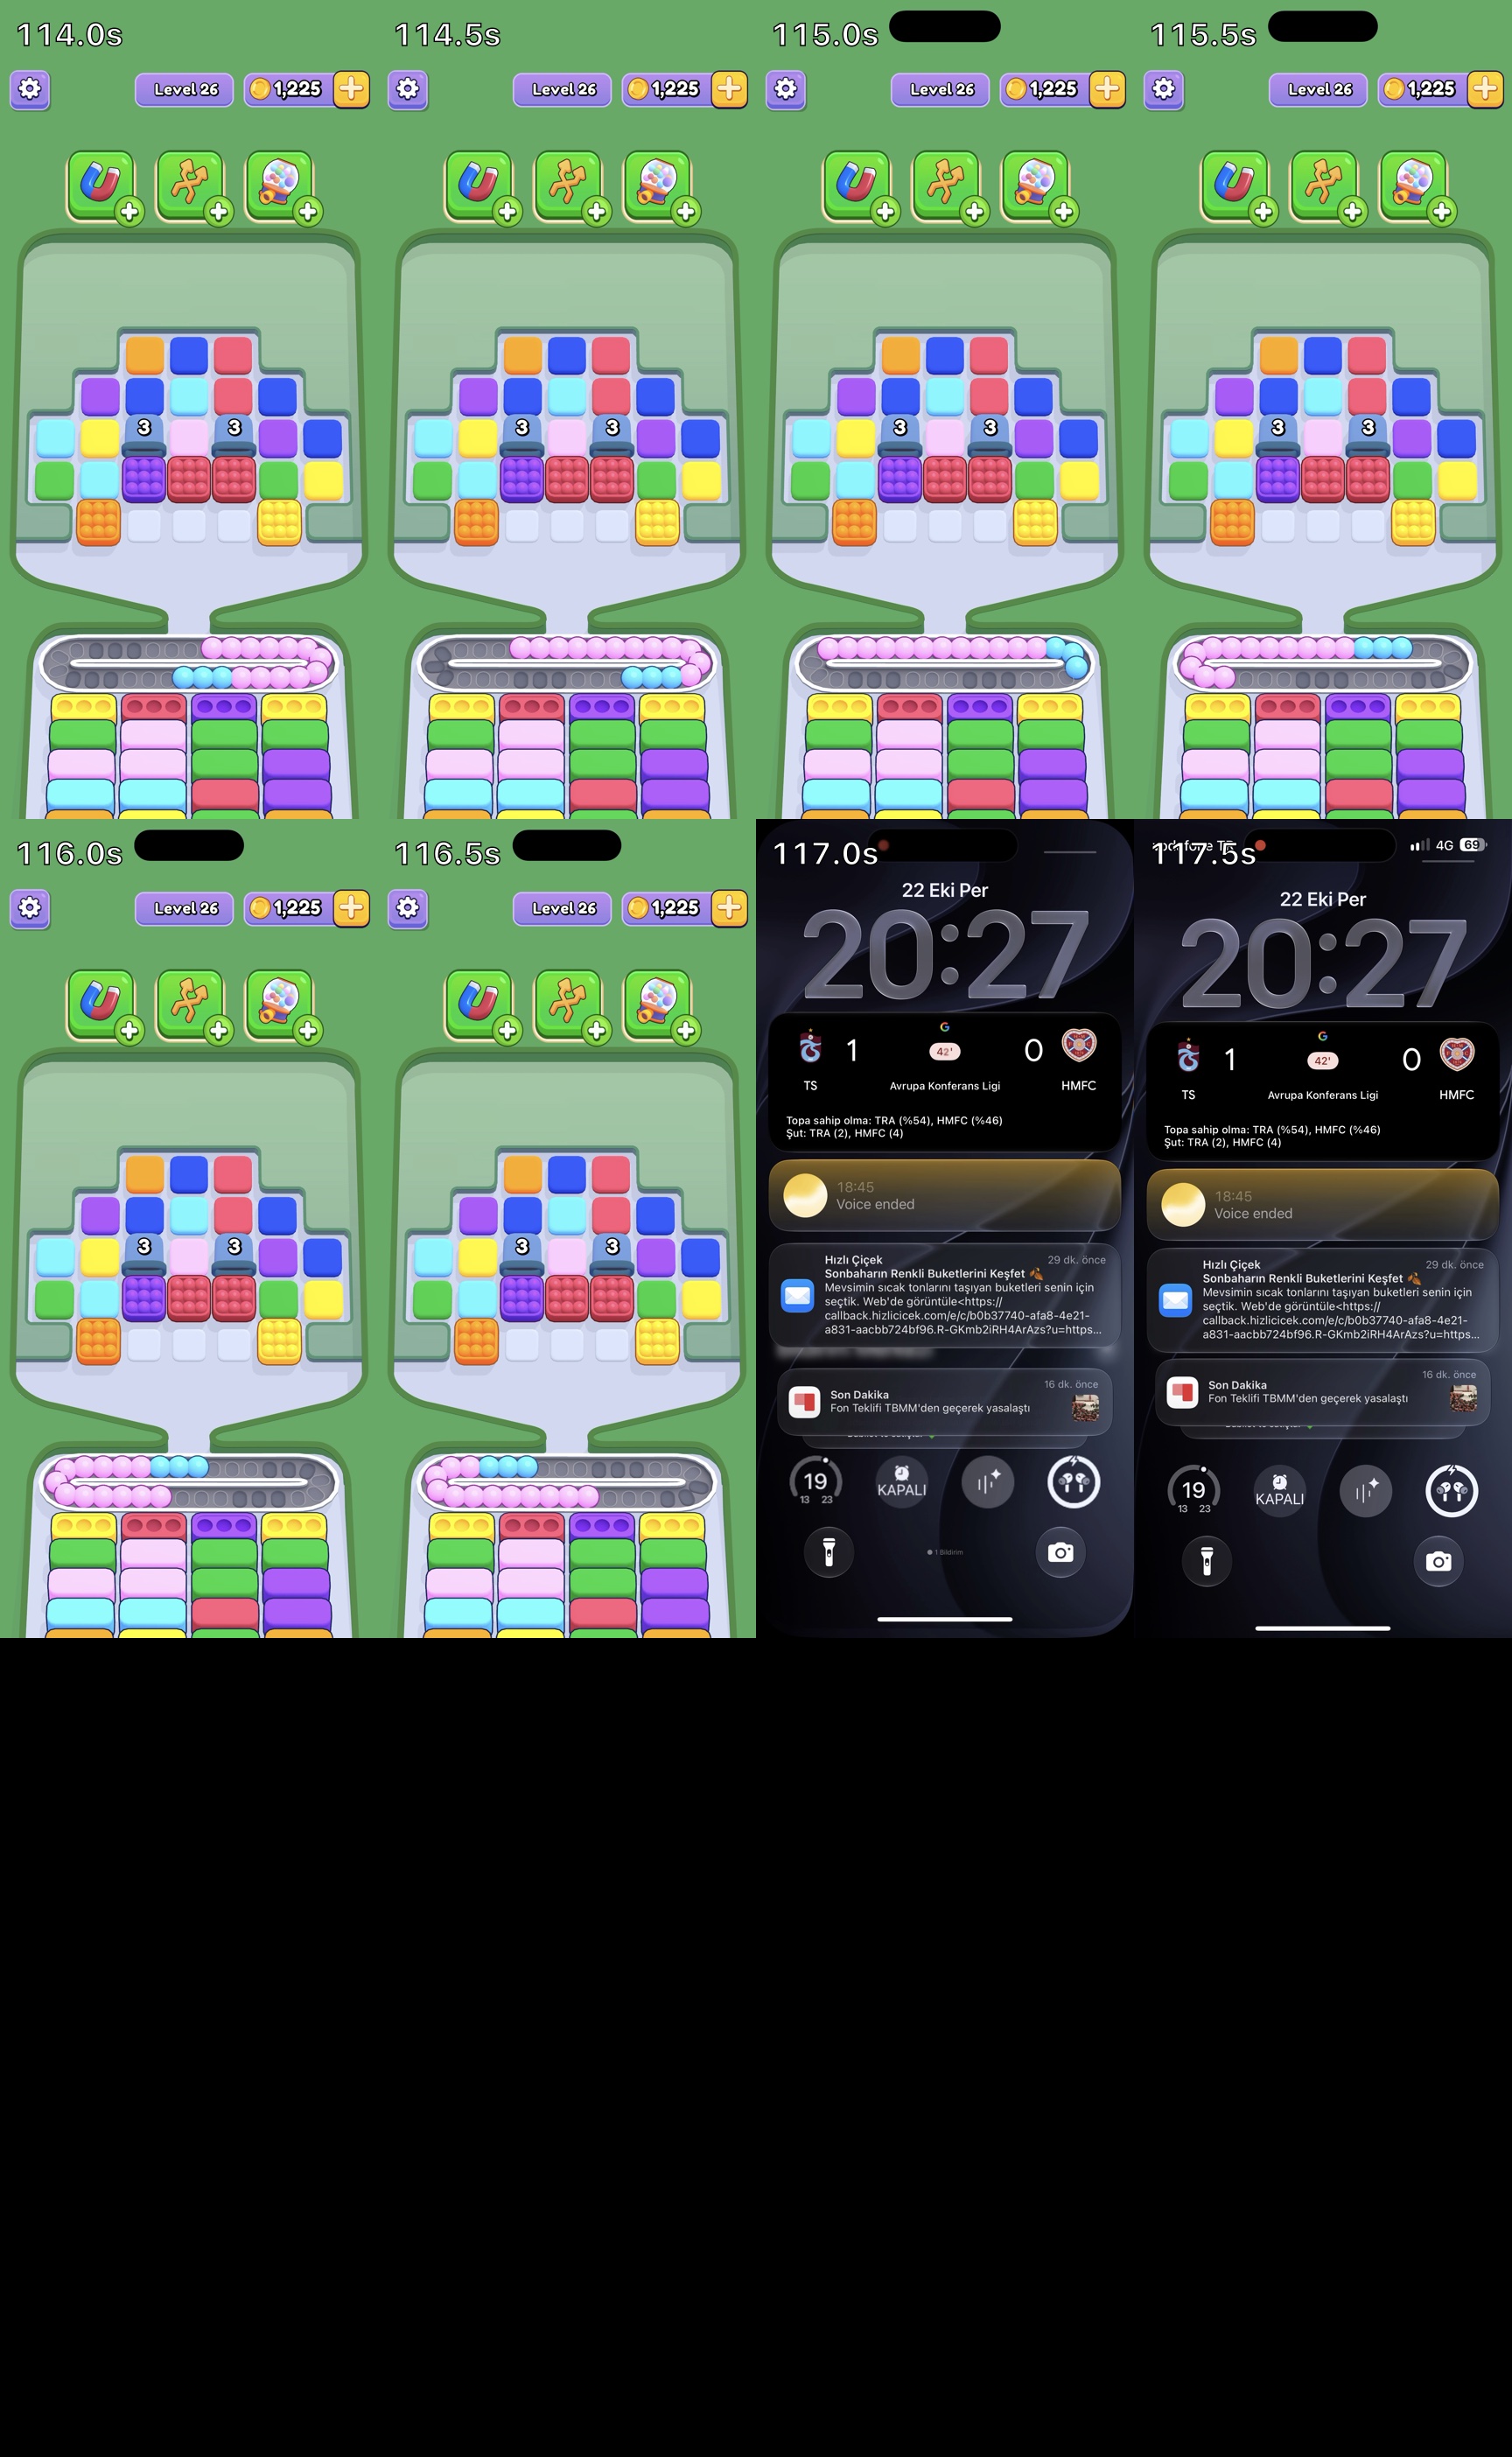 114.0s
Level 26
1,225
3
3
114.5s
Level 26
1,225
3
3
115.0s
Level 26
1,225
3
3
115.5s
Level 26
1,225
3
3
116.0s
Level 26
1,225
3
3
116.5s
Level 26
1,225
3
3
117.0s
22 Eki Per
20:27
G
1
42'
0
TS
Avrupa Konferans Ligi
HMFC
Topa sahip olma: TRA (%54), HMFC (%46)
Şut: TRA (2), HMFC (4)
18:45
Voice ended
Hızlı Çiçek
29 dk. önce
Sonbaharın Renkli Buketlerini Keşfet 🍂
Mevsimin sıcak tonlarını taşıyan buketleri senin için
seçtik. Web'de görüntüle<https://
callback.hizlicicek.com/e/c/b0b37740-afa8-4e21-
a831-aacbb724bf96.R-GKmb2iRH4ArAzs?u=https...
16 dk. önce
Son Dakika
Fon Teklifi TBMM'den geçerek yasalaştı
19
13 23
KAPALI
1 Bildirim
117.5s
4G
69
22 Eki Per
20:27
G
1
42'
0
TS
Avrupa Konferans Ligi
HMFC
Topa sahip olma: TRA (%54), HMFC (%46)
Şut: TRA (2), HMFC (4)
18:45
Voice ended
Hızlı Çiçek
29 dk. önce
Sonbaharın Renkli Buketlerini Keşfet 🍂
Mevsimin sıcak tonlarını taşıyan buketleri senin için
seçtik. Web'de görüntüle<https://
callback.hizlicicek.com/e/c/b0b37740-afa8-4e21-
a831-aacbb724bf96.R-GKmb2iRH4ArAzs?u=https...
16 dk. önce
Son Dakika
Fon Teklifi TBMM'den geçerek yasalaştı
19
13 23
KAPALI